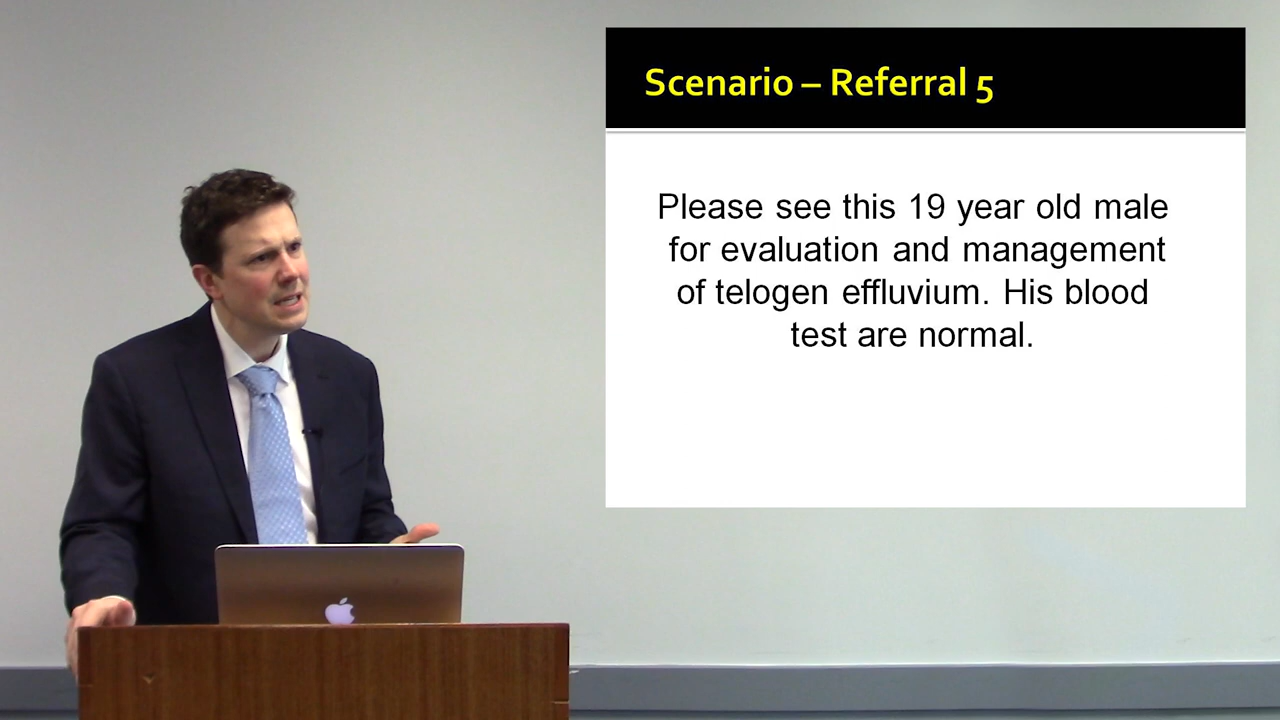 Scenario – Referral 5
Please see this 19 year old male
for evaluation and management
of telogen effluvium. His blood
test are normal.